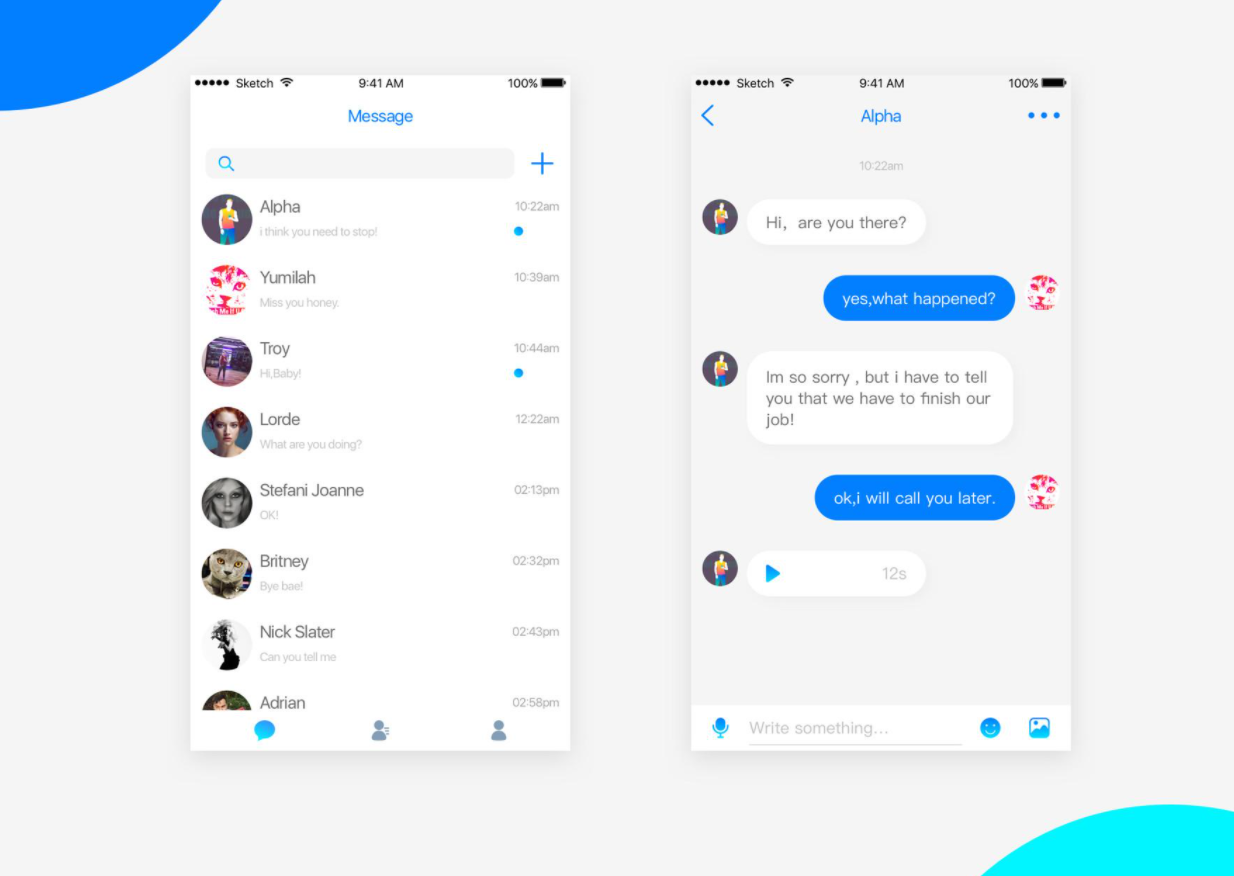 Sketch 9:41 AM 100%
Message
Alpha 10:22am
i think you need to stop!
Yumilah 10:39am
Miss you honey.
Troy 10:44am
Hi,Baby!
Lorde 12:22am
What are you doing?
Stefani Joanne 02:13pm
OK!
Britney 02:32pm
Bye bae!
Nick Slater 02:43pm
Can you tell me
Adrian 02:58pm
Sketch 9:41 AM 100%
Alpha
10:22am
Hi，are you there?
yes,what happened?
Im so sorry , but i have to tell
you that we have to finish our
job!
ok,i will call you later.
12s
Write something...